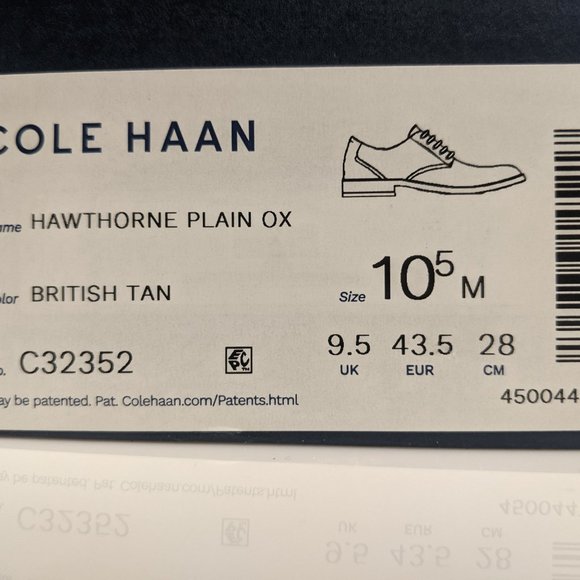 COLE HAAN
ame HAWTHORNE PLAIN OX
olor BRITISH TAN
Size 10⁵ M
o. C32352
EPC™
9.5 43.5 28
UK EUR CM
ay be patented. Pat. Colehaan.com/Patents.html
450044